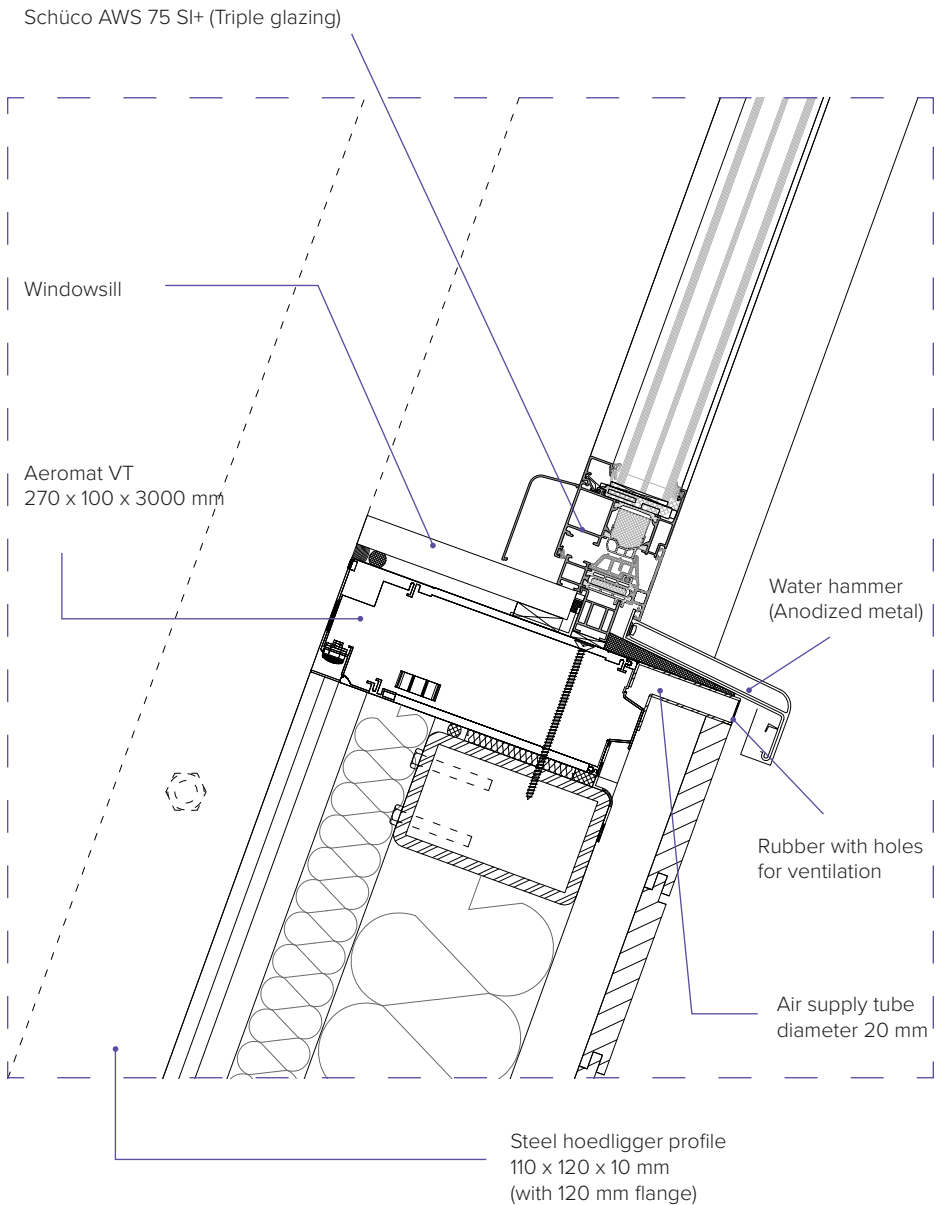 Schüco AWS 75 SI+ (Triple glazing)
Windowsill
Aeromat VT
270 x 100 x 3000 mm
Water hammer
(Anodized metal)
Rubber with holes
for ventilation
Air supply tube
diameter 20 mm
Steel hoedligger profile
110 x 120 x 10 mm
(with 120 mm flange)